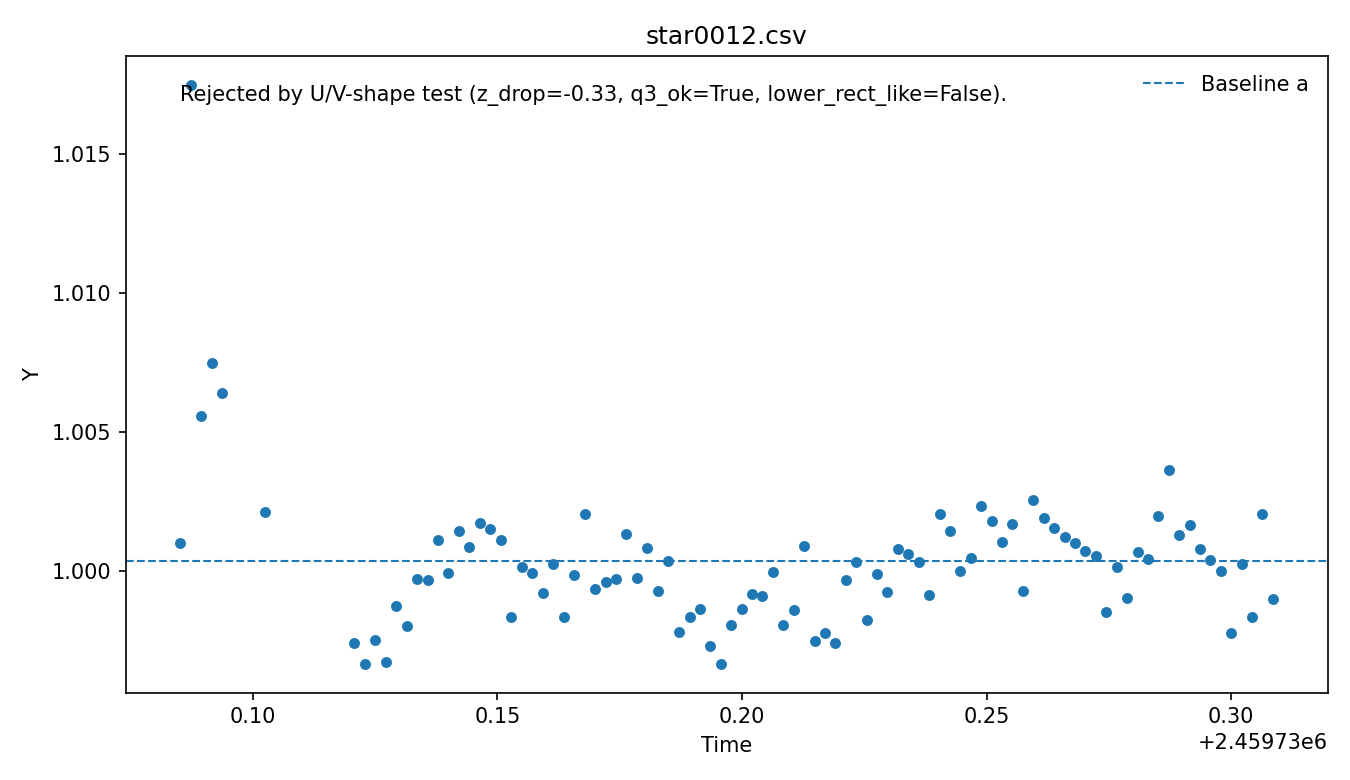 star0012.csv
Rejected by U/V-shape test (z_drop=-0.33, q3_ok=True, lower_rect_like=False).
Baseline a
1.015
1.010
1.005
1.000
Y
0.10 0.15 0.20 0.25 0.30
Time
+2.45973e6